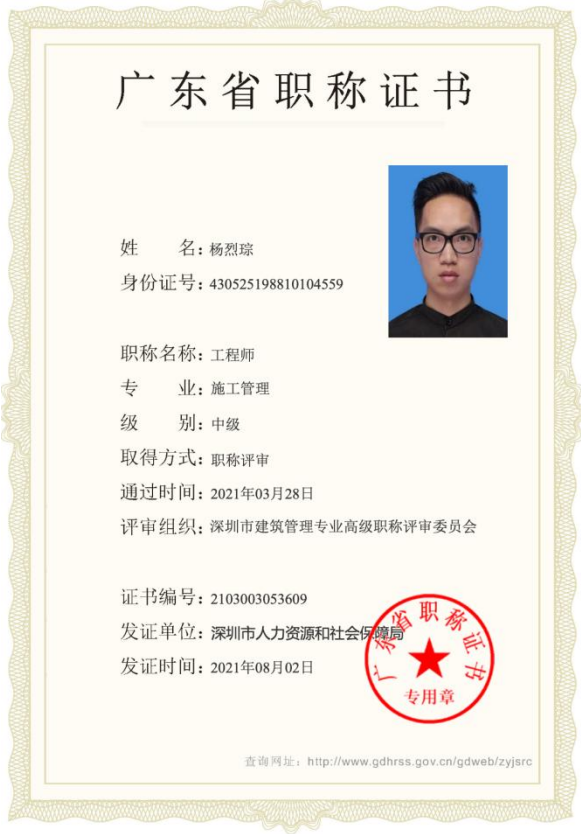 广东省职称证书
姓 名：杨烈琮
身份证号：430525198810104559
职称名称：工程师
专 业：施工管理
级 别：中级
取得方式：职称评审
通过时间：2021年03月28日
评审组织：深圳市建筑管理专业高级职称评审委员会
证书编号：2103003053609
发证单位：深圳市人力资源和社会保障局
发证时间：2021年08月02日
广东省职称证书
专用章
查询网址：http://www.gdhrss.gov.cn/gdweb/zyjsrc